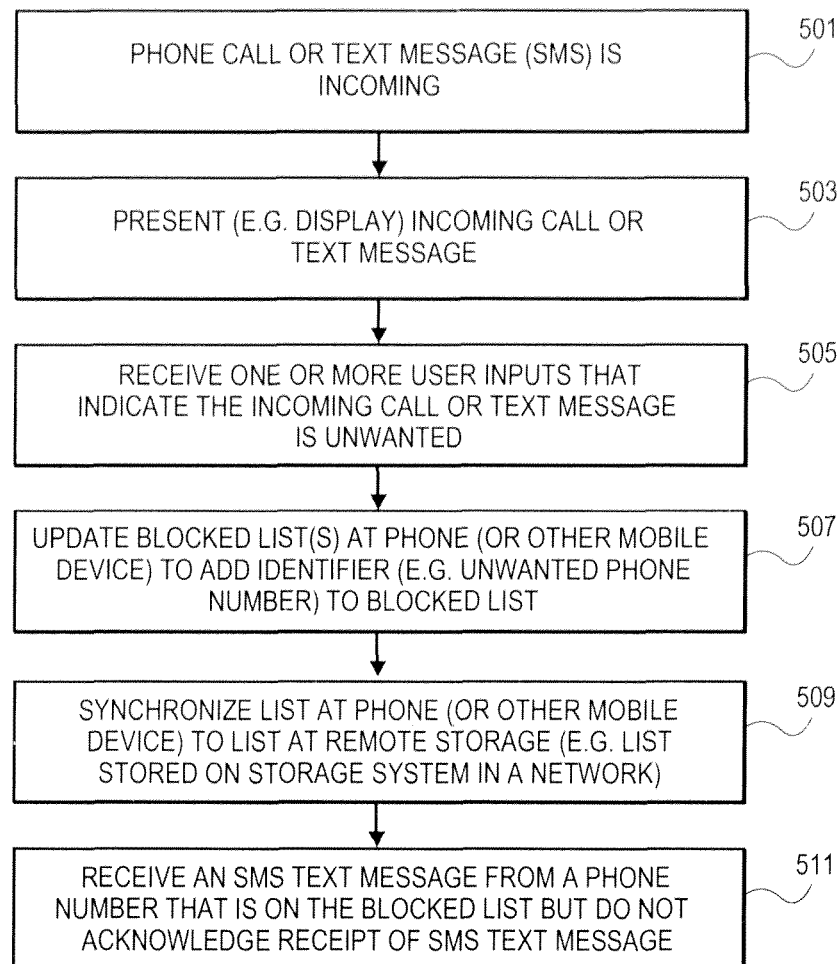 PHONE CALL OR TEXT MESSAGE (SMS) IS
INCOMING
501
PRESENT (E.G. DISPLAY) INCOMING CALL OR
TEXT MESSAGE
503
RECEIVE ONE OR MORE USER INPUTS THAT
INDICATE THE INCOMING CALL OR TEXT MESSAGE
IS UNWANTED
505
UPDATE BLOCKED LIST(S) AT PHONE (OR OTHER MOBILE
DEVICE) TO ADD IDENTIFIER (E.G. UNWANTED PHONE
NUMBER) TO BLOCKED LIST
507
SYNCHRONIZE LIST AT PHONE (OR OTHER MOBILE
DEVICE) TO LIST AT REMOTE STORAGE (E.G. LIST
STORED ON STORAGE SYSTEM IN A NETWORK)
509
RECEIVE AN SMS TEXT MESSAGE FROM A PHONE
NUMBER THAT IS ON THE BLOCKED LIST BUT DO NOT
ACKNOWLEDGE RECEIPT OF SMS TEXT MESSAGE
511